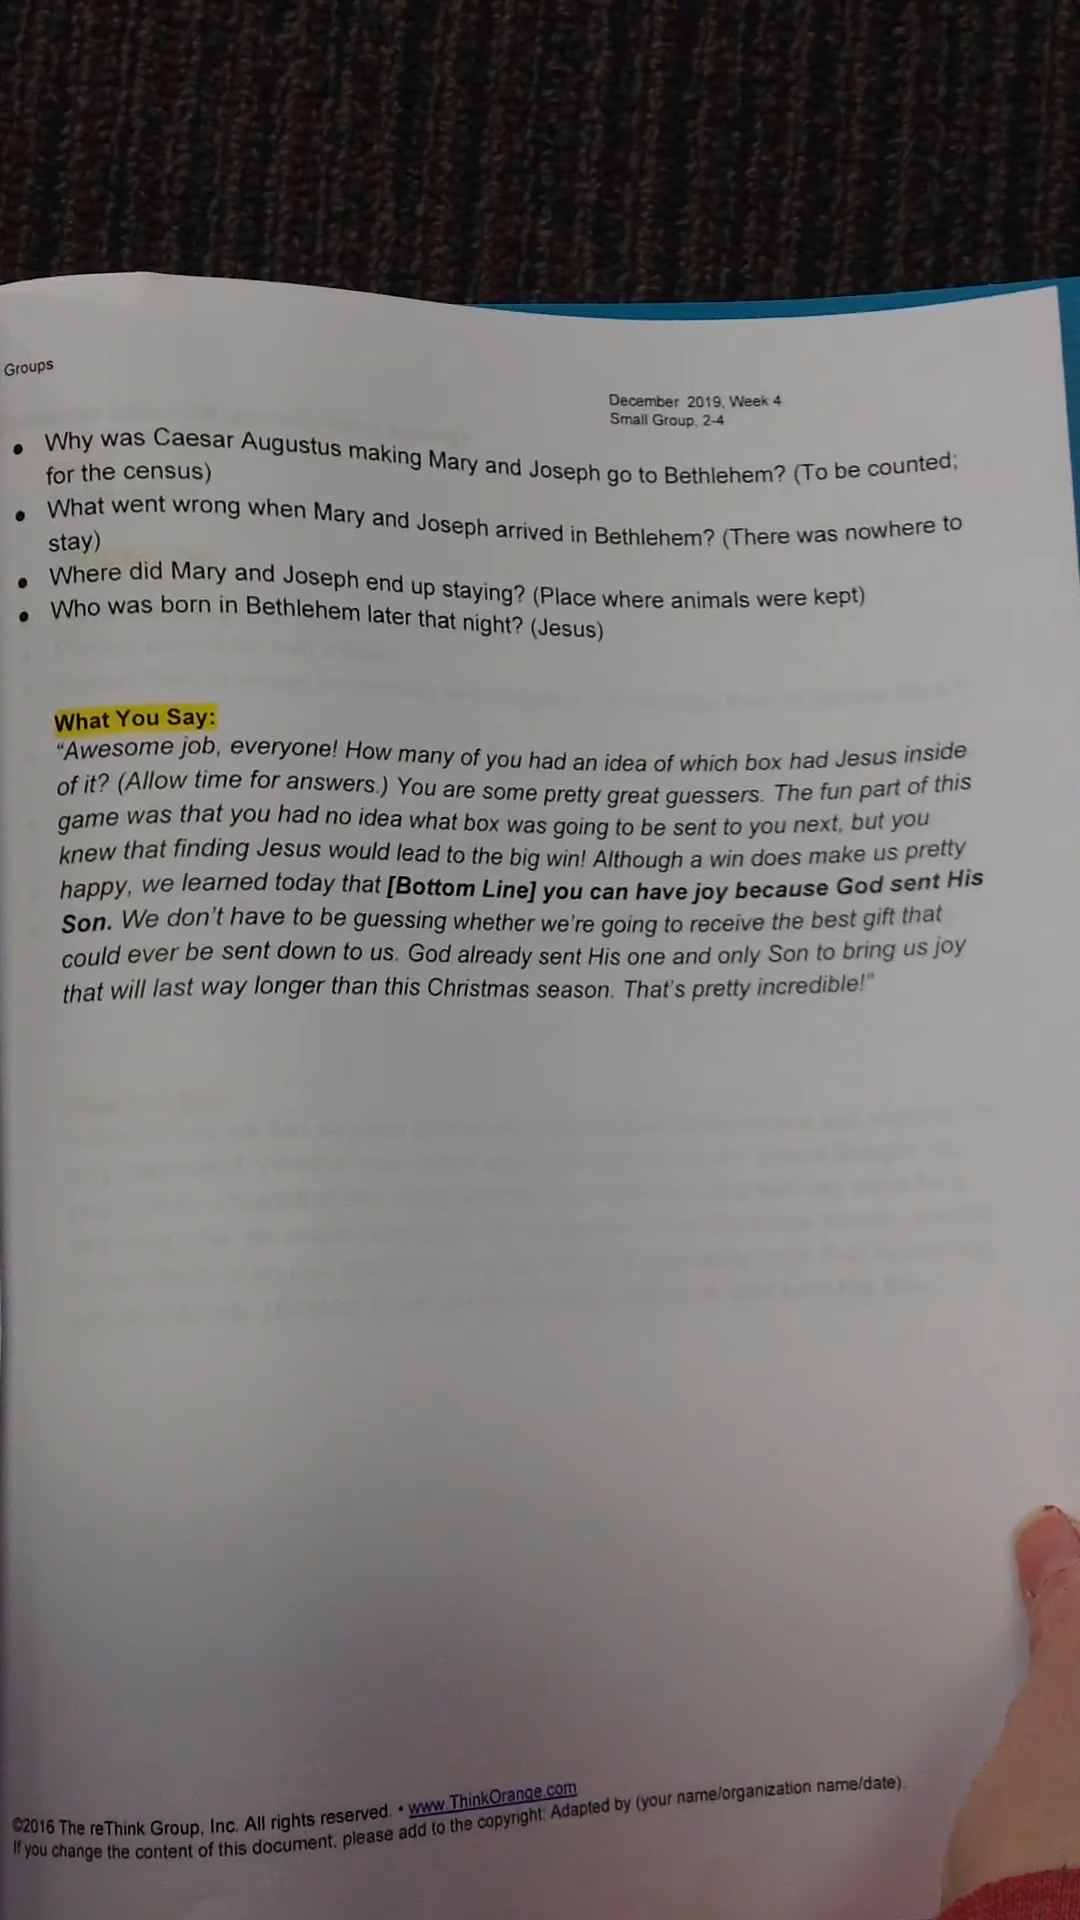 Groups
December 2019, Week 4
Small Group, 2-4
• Why was Caesar Augustus making Mary and Joseph go to Bethlehem? (To be counted;
for the census)
• What went wrong when Mary and Joseph arrived in Bethlehem? (There was nowhere to
stay)
• Where did Mary and Joseph end up staying? (Place where animals were kept)
• Who was born in Bethlehem later that night? (Jesus)
What You Say:
“Awesome job, everyone! How many of you had an idea of which box had Jesus inside
of it? (Allow time for answers.) You are some pretty great guessers. The fun part of this
game was that you had no idea what box was going to be sent to you next, but you
knew that finding Jesus would lead to the big win! Although a win does make us pretty
happy, we learned today that [Bottom Line] you can have joy because God sent His
Son. We don’t have to be guessing whether we’re going to receive the best gift that
could ever be sent down to us. God already sent His one and only Son to bring us joy
that will last way longer than this Christmas season. That’s pretty incredible!”
©2016 The reThink Group, Inc. All rights reserved. • www.ThinkOrange.com
If you change the content of this document, please add to the copyright: Adapted by (your name/organization name/date).